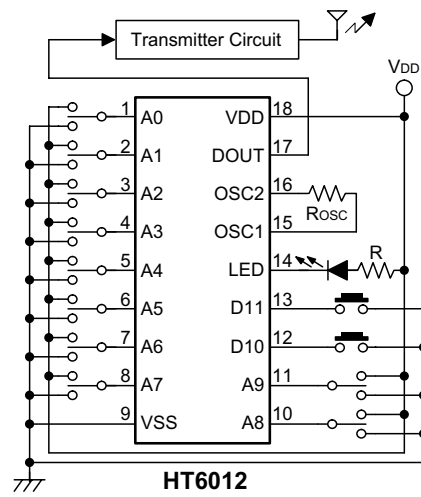 Transmitter Circuit
VDD
1 A0 VDD 18
2 A1 DOUT 17
3 A2 OSC2 16
ROSC
4 A3 OSC1 15
5 A4 LED 14 R
6 A5 D11 13
7 A6 D10 12
8 A7 A9 11
9 VSS A8 10
HT6012